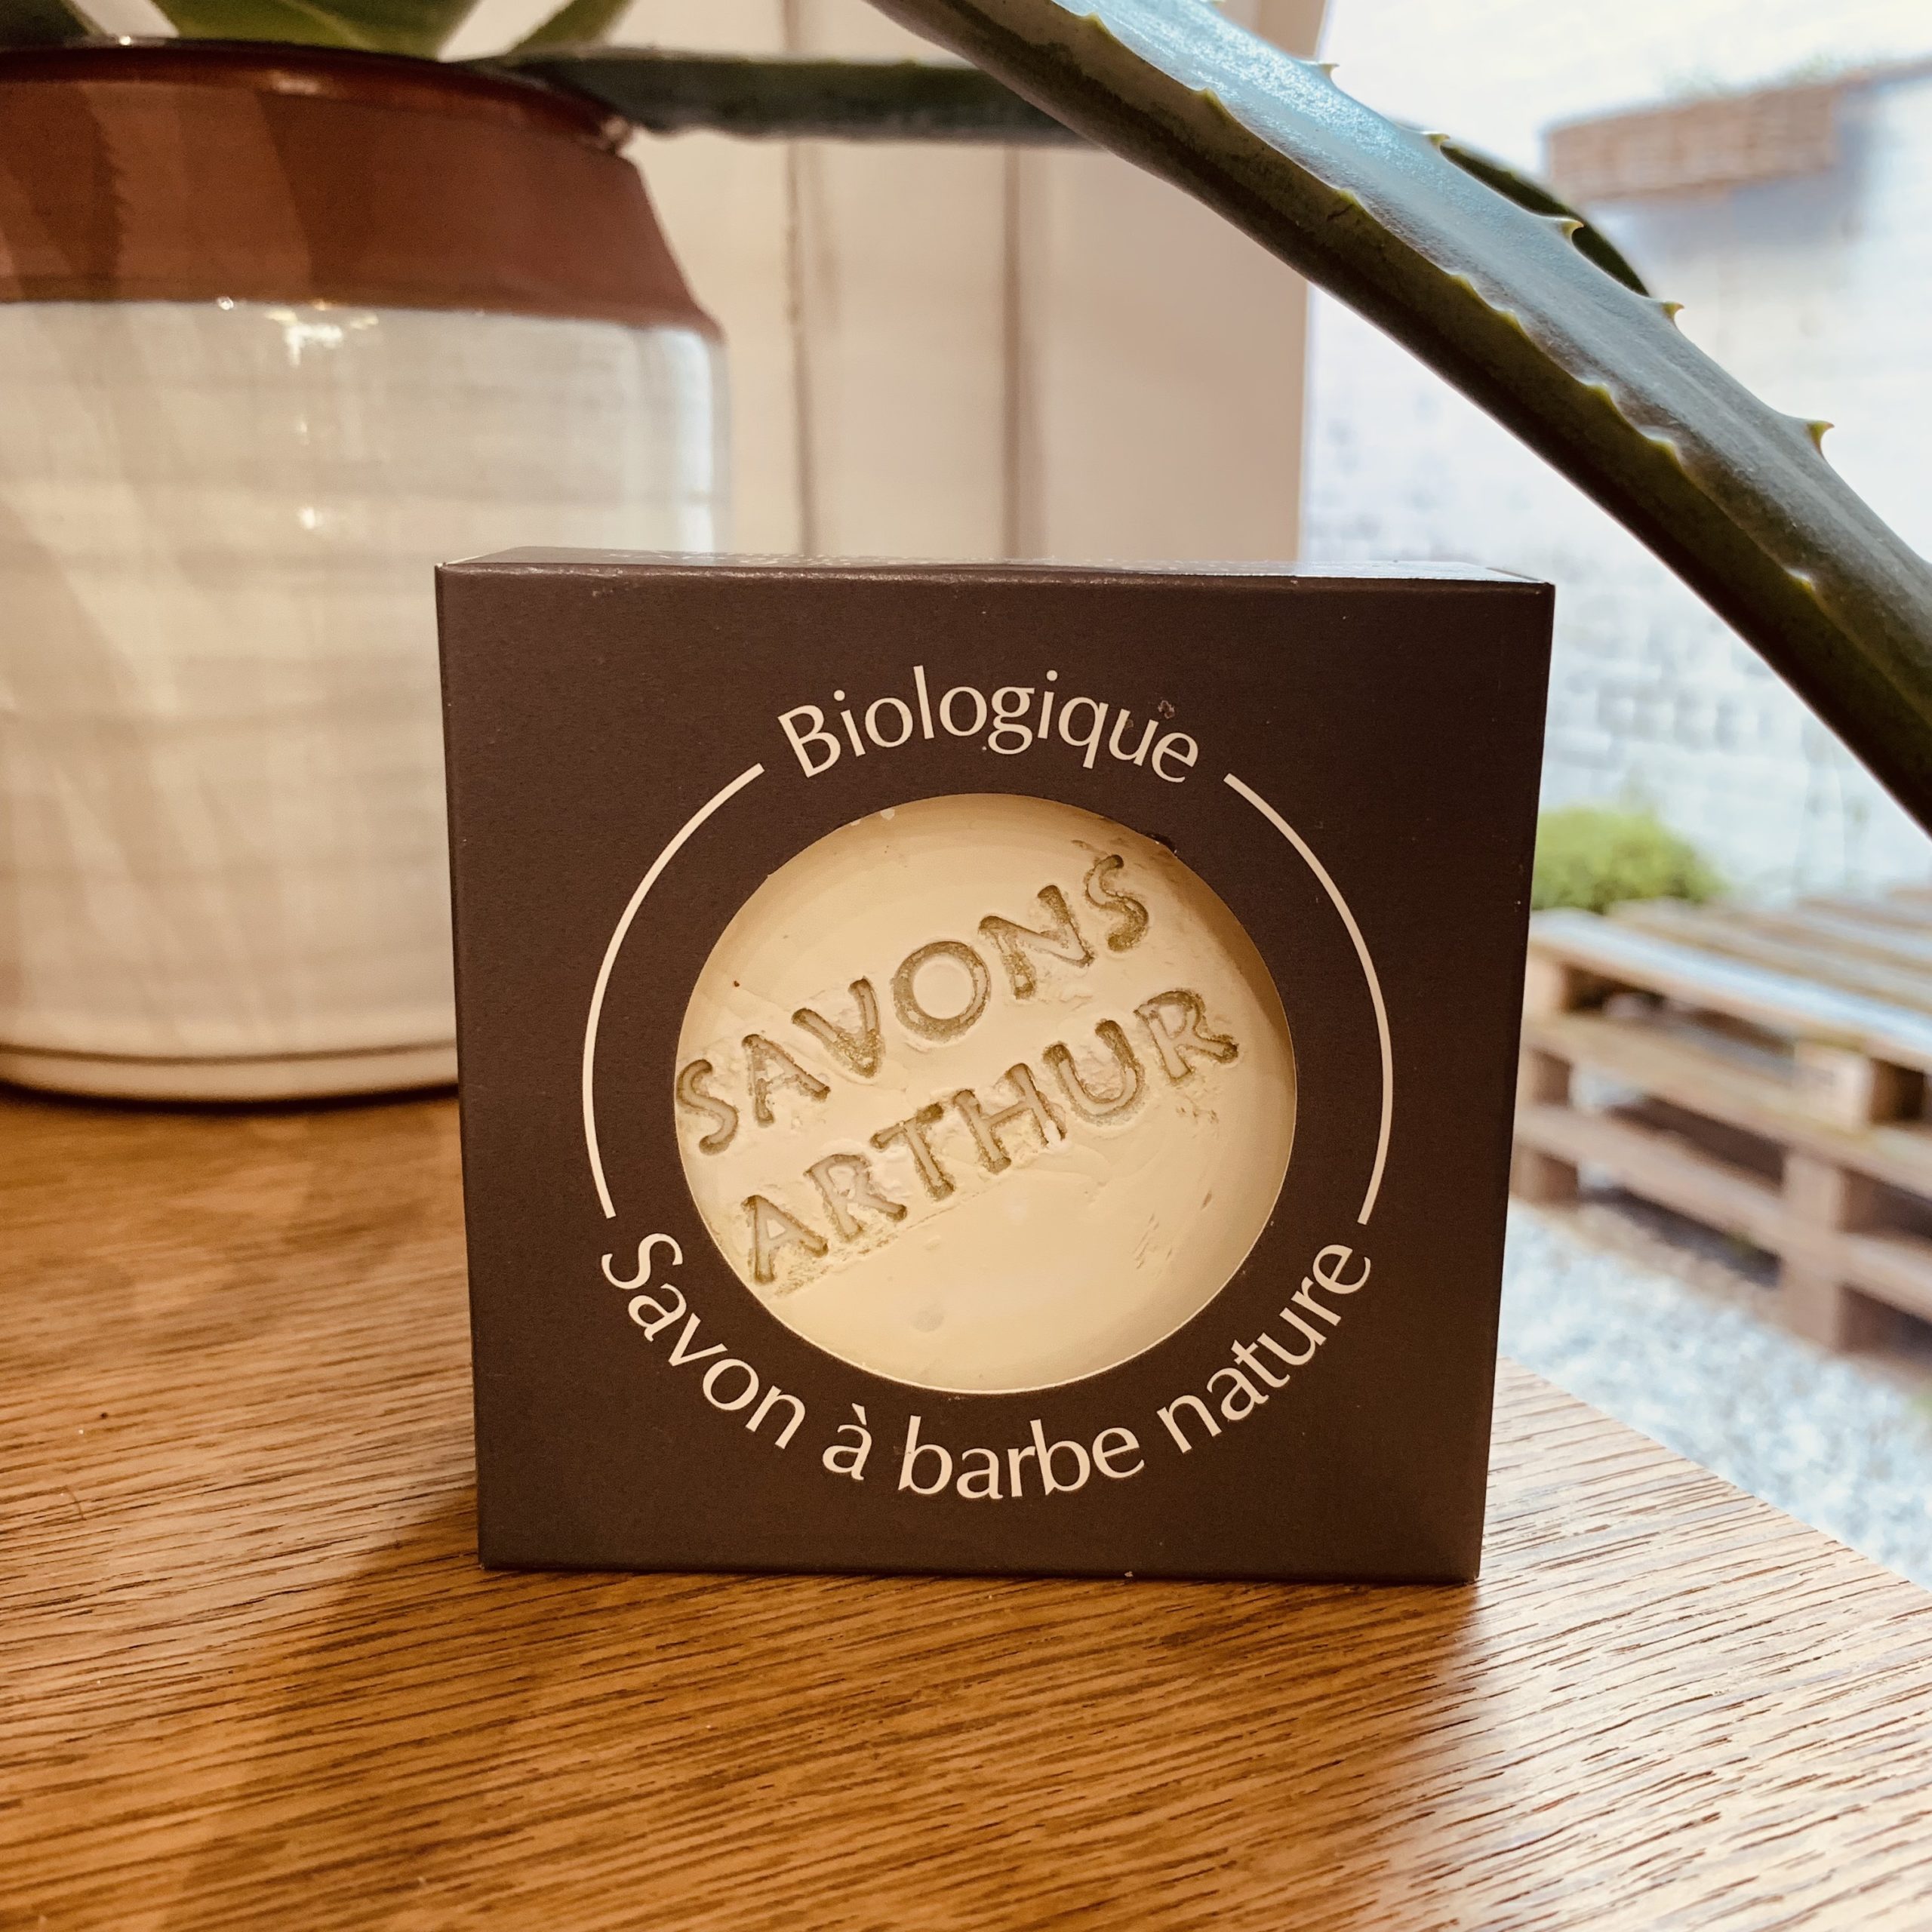 Biologique
SAVONS
ARTHUR
Savon à barbe nature